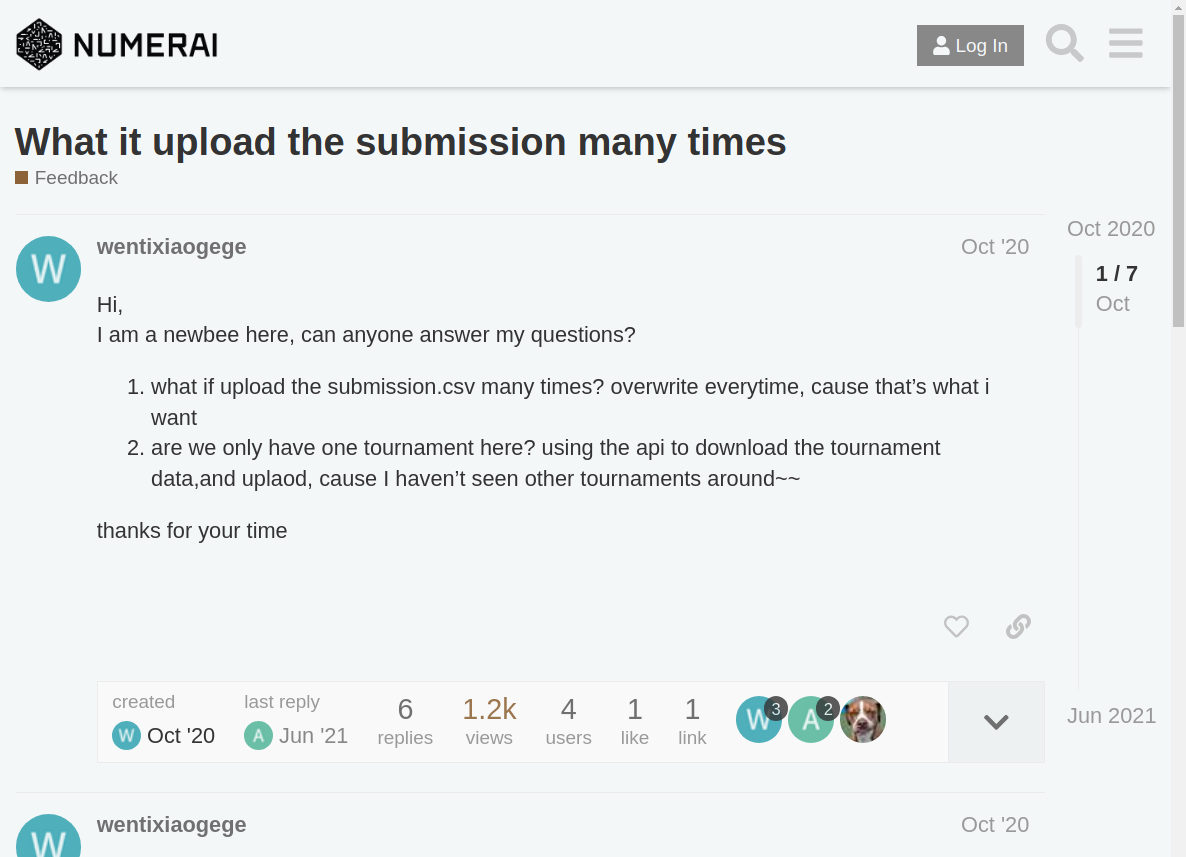 NUMERAI
Log In
What it upload the submission many times
Feedback
Oct 2020
W
wentixiaogege
Oct '20
1 / 7
Oct
Hi,
I am a newbee here, can anyone answer my questions?
1. what if upload the submission.csv many times? overwrite everytime, cause that’s what i
want
2. are we only have one tournament here? using the api to download the tournament
data,and uplaod, cause I haven’t seen other tournaments around~~
thanks for your time
created
last reply
6
1.2k
4
1
1
W 3
A 2
W Oct '20
A Jun '21
replies
views
users
like
link
Jun 2021
W
wentixiaogege
Oct '20